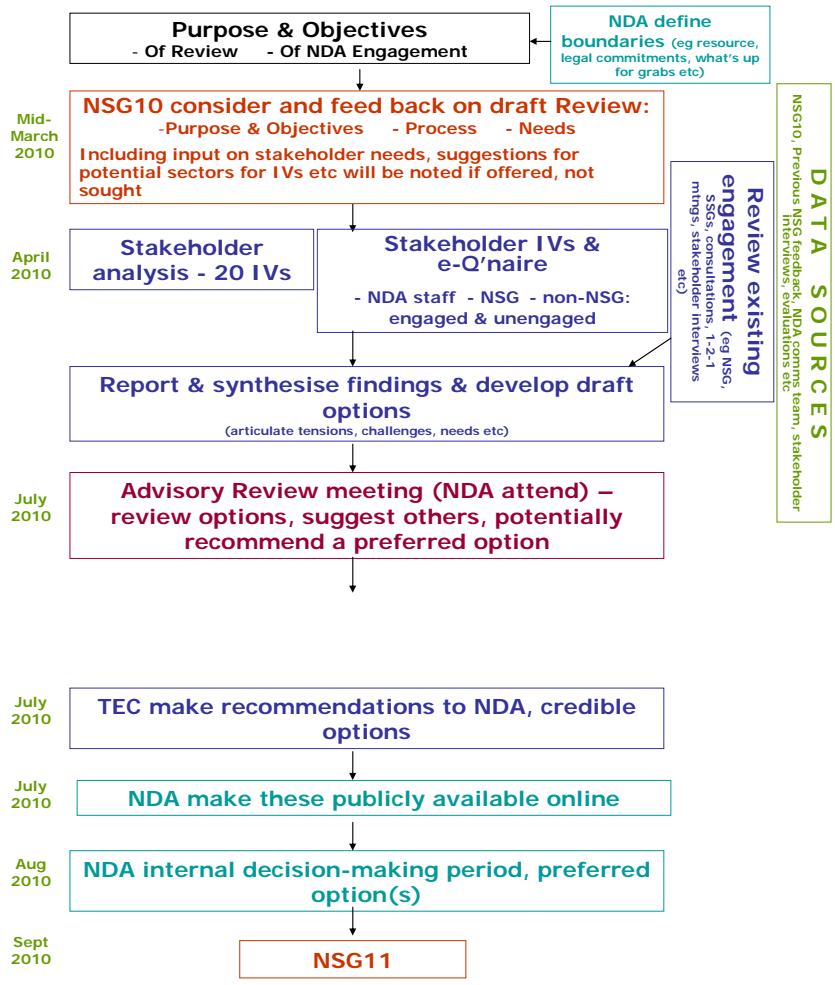 Purpose & Objectives
- Of Review - Of NDA Engagement
NDA define
boundaries (eg resource,
legal commitments, what's up
for grabs etc)
Mid-
March
2010
NSG10 consider and feed back on draft Review:
-Purpose & Objectives - Process - Needs
Including input on stakeholder needs, suggestions for
potential sectors for IVs etc will be noted if offered, not
sought
April
2010
Stakeholder
analysis - 20 IVs
Stakeholder IVs &
e-Q'naire
- NDA staff - NSG - non-NSG:
engaged & unengaged
Review existing
engagement (eg NSG,
SSGs, consultations, 1-2-1
mtngs, stakeholder interviews
etc)
DATA SOURCES
NSG10, Previous NSG feedback, NDA comms team, stakeholder
interviews, evaluations etc
Report & synthesise findings & develop draft
options
(articulate tensions, challenges, needs etc)
July
2010
Advisory Review meeting (NDA attend) –
review options, suggest others, potentially
recommend a preferred option
July
2010
TEC make recommendations to NDA, credible
options
July
2010
NDA make these publicly available online
Aug
2010
NDA internal decision-making period, preferred
option(s)
Sept
2010
NSG11